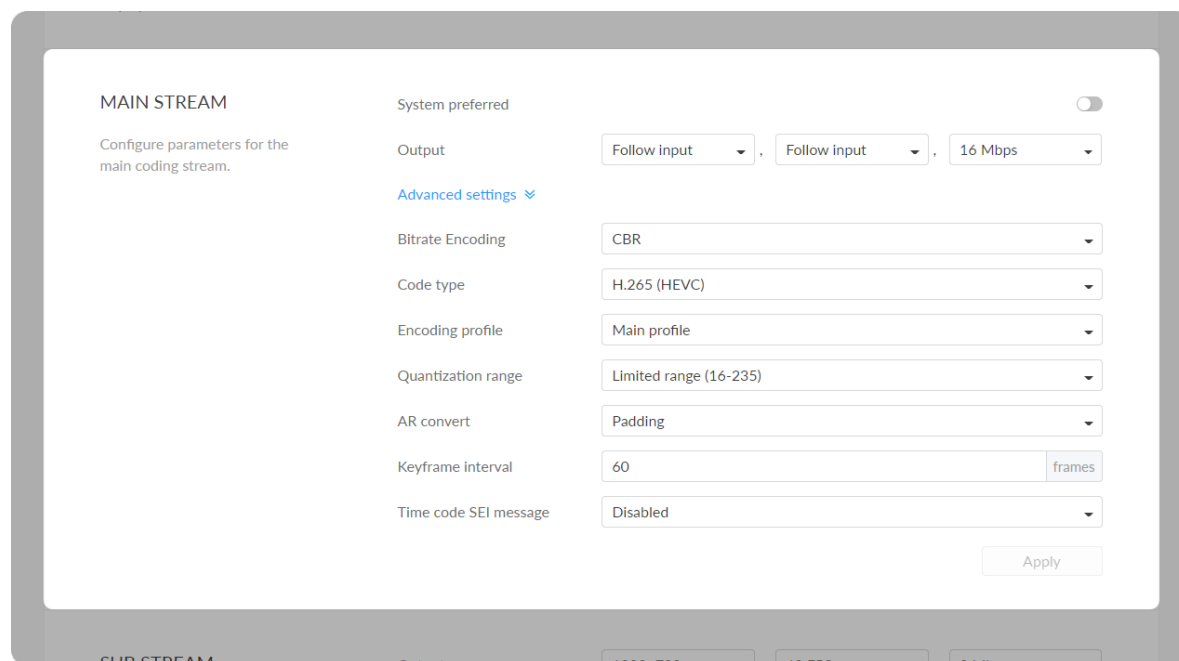 MAIN STREAM
Configure parameters for the
main coding stream.
System preferred
Output Follow input , Follow input , 16 Mbps
Advanced settings
Bitrate Encoding CBR
Code type H.265 (HEVC)
Encoding profile Main profile
Quantization range Limited range (16-235)
AR convert Padding
Keyframe interval 60 frames
Time code SEI message Disabled
Apply
SUB STREAM